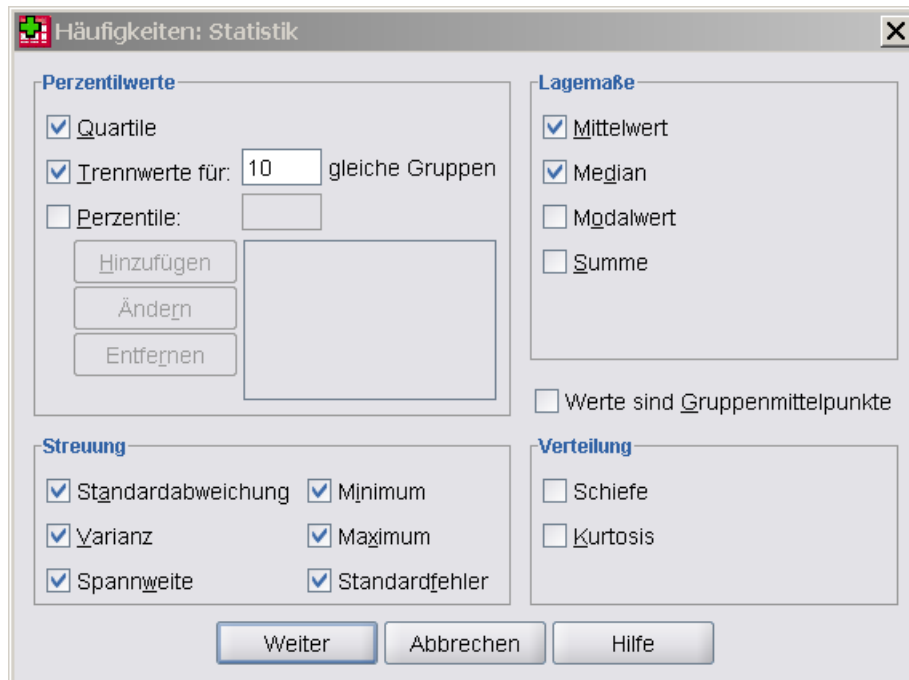 Häufigkeiten: Statistik
Perzentilwerte
Quartile
Trennwerte für: 10 gleiche Gruppen
Perzentile:
Hinzufügen
Ändern
Entfernen
Lagemaße
Mittelwert
Median
Modalwert
Summe
Werte sind Gruppenmittelpunkte
Streuung
Standardabweichung Minimum
Varianz Maximum
Spannweite Standardfehler
Verteilung
Schiefe
Kurtosis
Weiter Abbrechen Hilfe